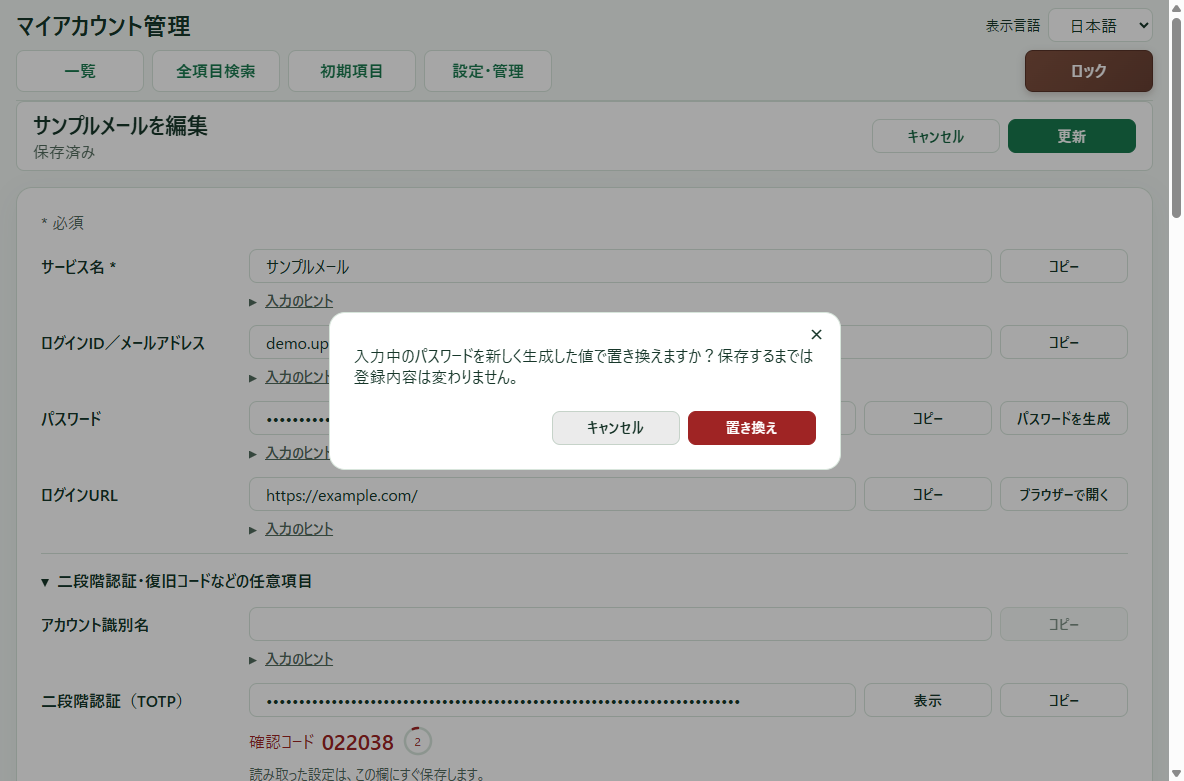 マイアカウント管理
表示言語 日本語
一覧 全項目検索 初期項目 設定・管理 ロック
サンプルメールを編集
保存済み
キャンセル 更新
* 必須
サービス名 * サンプルメール コピー
▶ 入力のヒント
ログインID／メールアドレス demo.up コピー
▶ 入力のヒント
×
入力中のパスワードを新しく生成した値で置き換えますか？保存するまでは
登録内容は変わりません。
キャンセル 置き換え
パスワード •••••••••• コピー パスワードを生成
▶ 入力のヒント
ログインURL https://example.com/ コピー ブラウザーで開く
▶ 入力のヒント
▼ 二段階認証・復旧コードなどの任意項目
アカウント識別名 コピー
▶ 入力のヒント
二段階認証（TOTP） 表示 コピー
確認コード 022038 2
読み取った設定は、この欄にすぐ保存します。